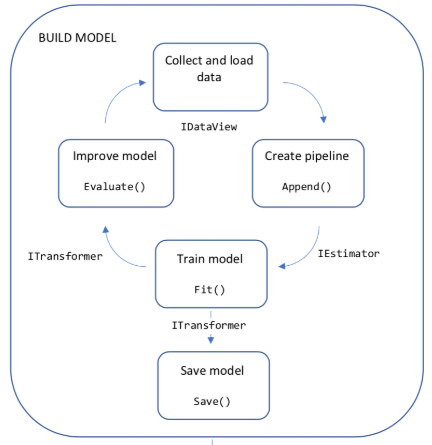 BUILD MODEL
Collect and load
data
IDataView
Improve model
Evaluate()
Create pipeline
Append()
ITransformer
IEstimator
Train model
Fit()
ITransformer
Save model
Save()